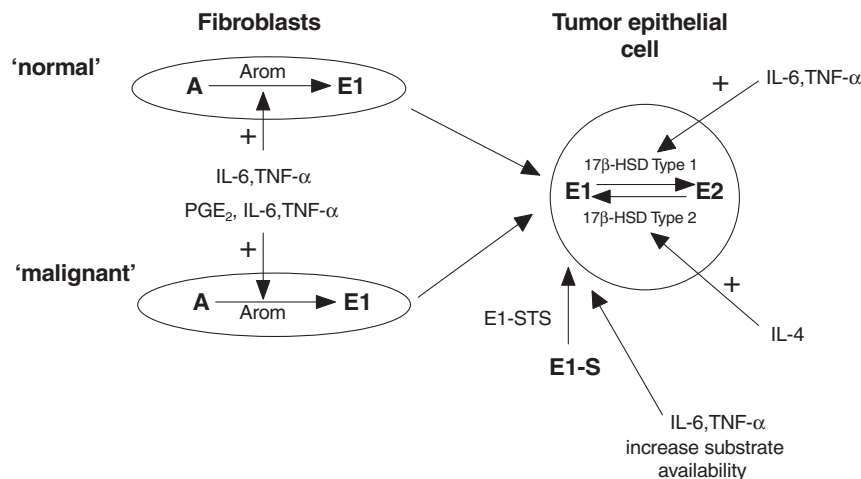 Fibroblasts
Tumor epithelial
cell
'normal'
A
Arom
E1
+
IL-6,TNF-α
PGE₂, IL-6,TNF-α
+
'malignant'
A
Arom
E1
+
IL-6,TNF-α
17β-HSD Type 1
E1
E2
17β-HSD Type 2
+
IL-4
E1-STS
E1-S
IL-6,TNF-α
increase substrate
availability